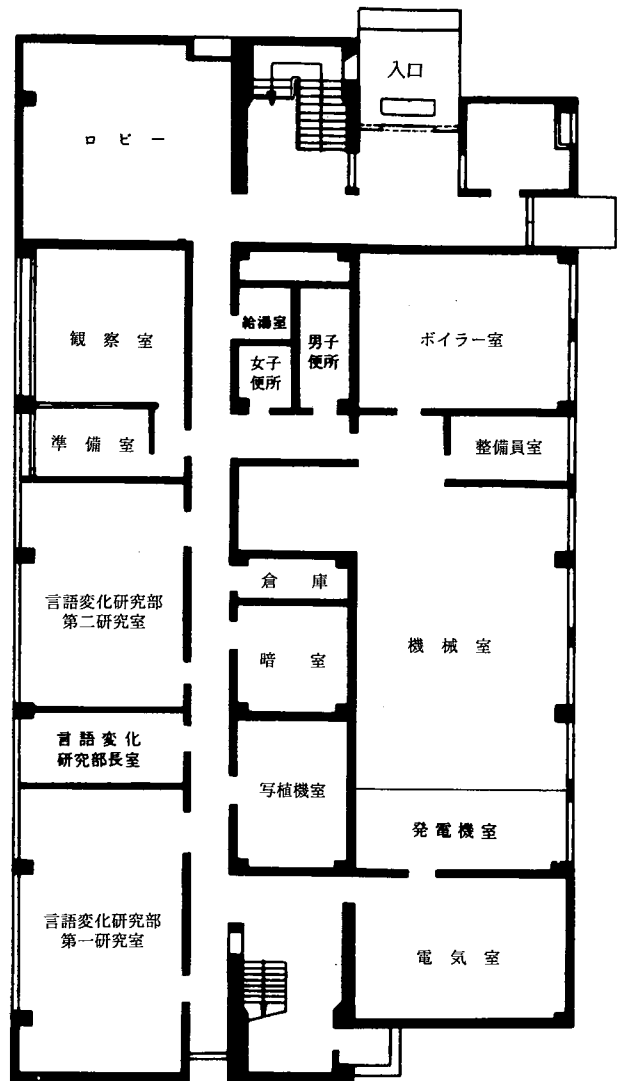 入口
ロビー
観察室
給湯室
男子
便所
女子
便所
ボイラー室
準備室
整備員室
言語変化研究部
第二研究室
倉庫
暗室
機械室
言語変化
研究部長室
写植機室
発電機室
言語変化研究部
第一研究室
電気室